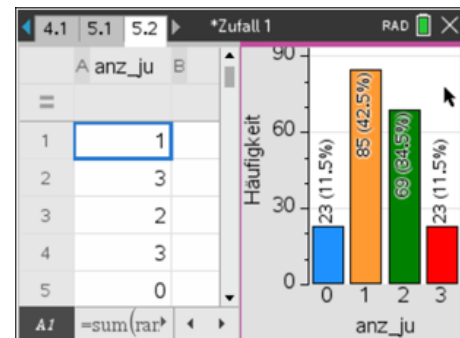 4.1 5.1 5.2 *Zufall 1 RAD
A anz_ju B
=
1 1
2 3
3 2
4 3
5 0
A1 =sum(ran
Häufigkeit
90
60
30
0
23 (11.5%)
85 (42.5%)
69 (34.5%)
23 (11.5%)
0 1 2 3
anz_ju